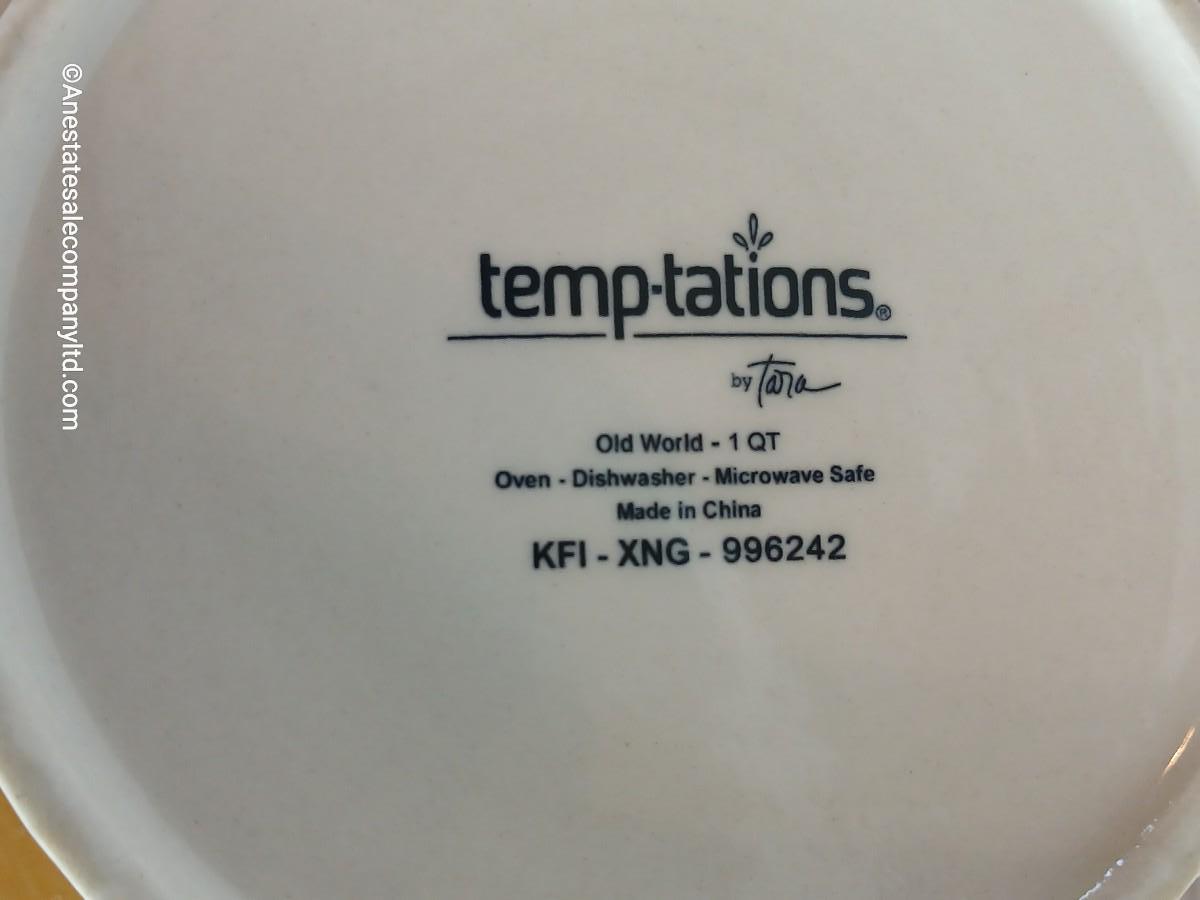 temp·tations®
by Tara
Old World - 1 QT
Oven - Dishwasher - Microwave Safe
Made in China
KFI - XNG - 996242
©Anestatesalecompanyltd.com